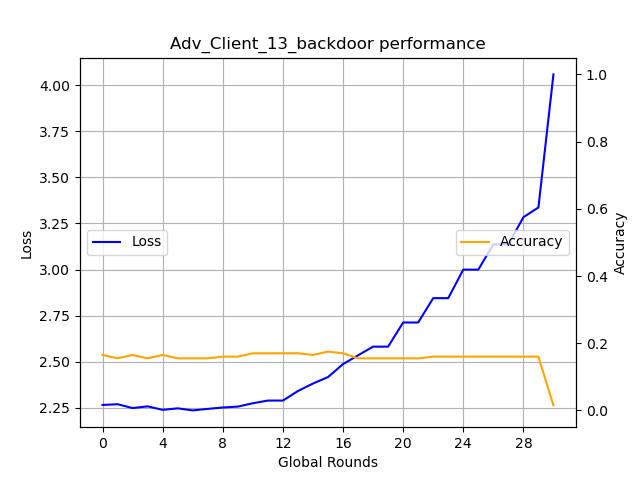 Adv_Client_13_backdoor performance
4.00
3.75
3.50
3.25
3.00
2.75
2.50
2.25
Loss
Loss
Accuracy
1.0
0.8
0.6
0.4
0.2
0.0
Accuracy
0 4 8 12 16 20 24 28
Global Rounds